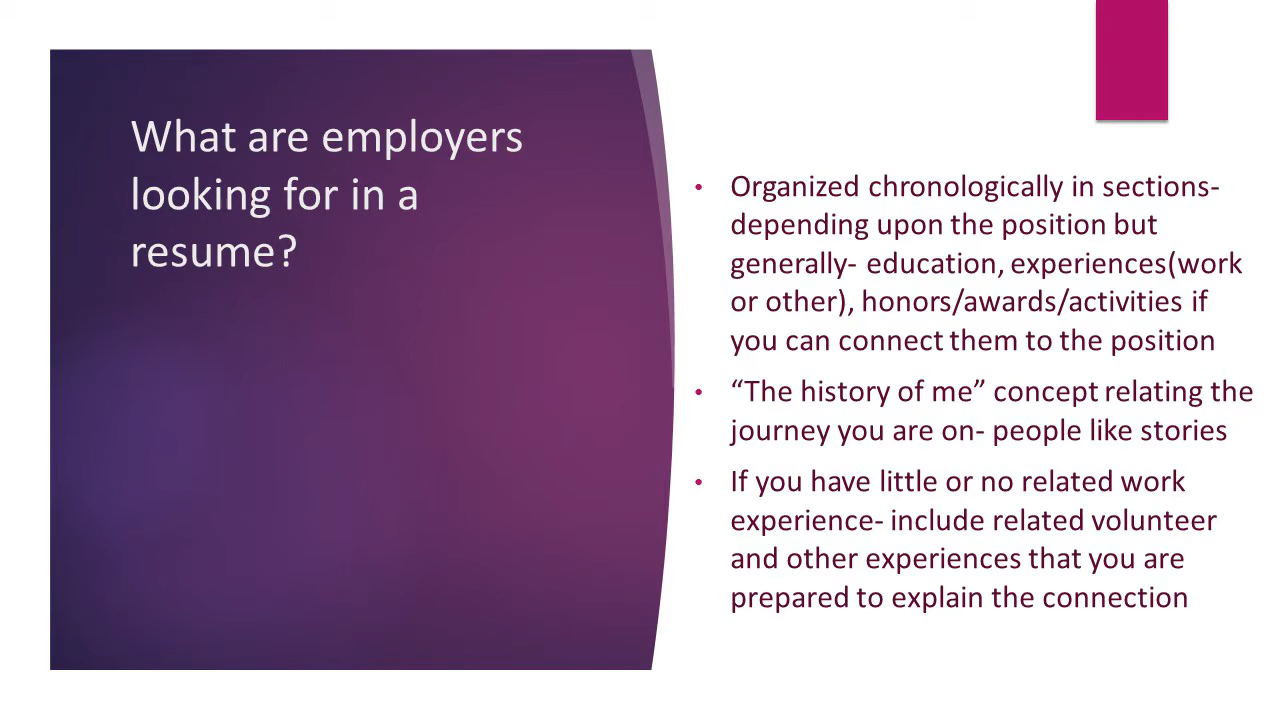 What are employers
looking for in a
resume?
• Organized chronologically in sections-
depending upon the position but
generally- education, experiences(work
or other), honors/awards/activities if
you can connect them to the position
• “The history of me” concept relating the
journey you are on- people like stories
• If you have little or no related work
experience- include related volunteer
and other experiences that you are
prepared to explain the connection